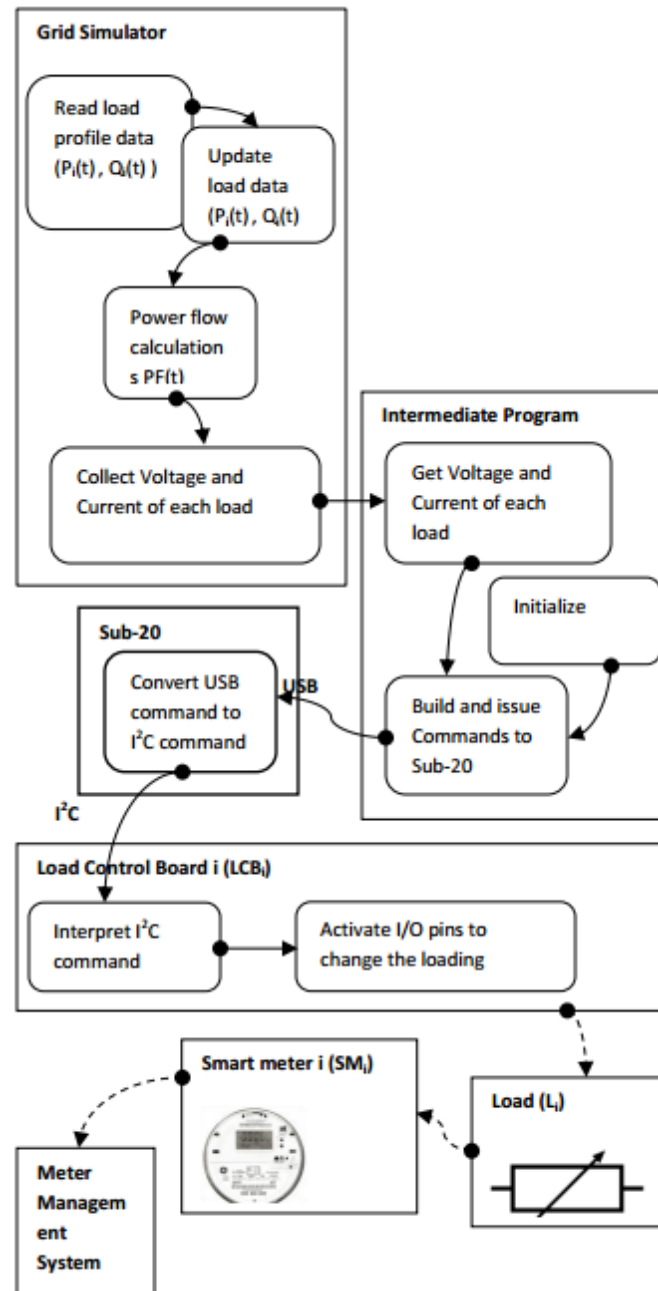 Grid Simulator
Read load
profile data
(Pᵢ(t) , Qᵢ(t) )
Update
load data
(Pᵢ(t) , Qᵢ(t)
Power flow
calculation
s PF(t)
Collect Voltage and
Current of each load
Intermediate Program
Get Voltage and
Current of each
load
Initialize
Build and issue
Commands to
Sub-20
Sub-20
USB
Convert USB
command to
I²C command
I²C
Load Control Board i (LCBᵢ)
Interpret I²C
command
Activate I/O pins to
change the loading
Smart meter i (SMᵢ)
Load (Lᵢ)
Meter
Managem
ent
System